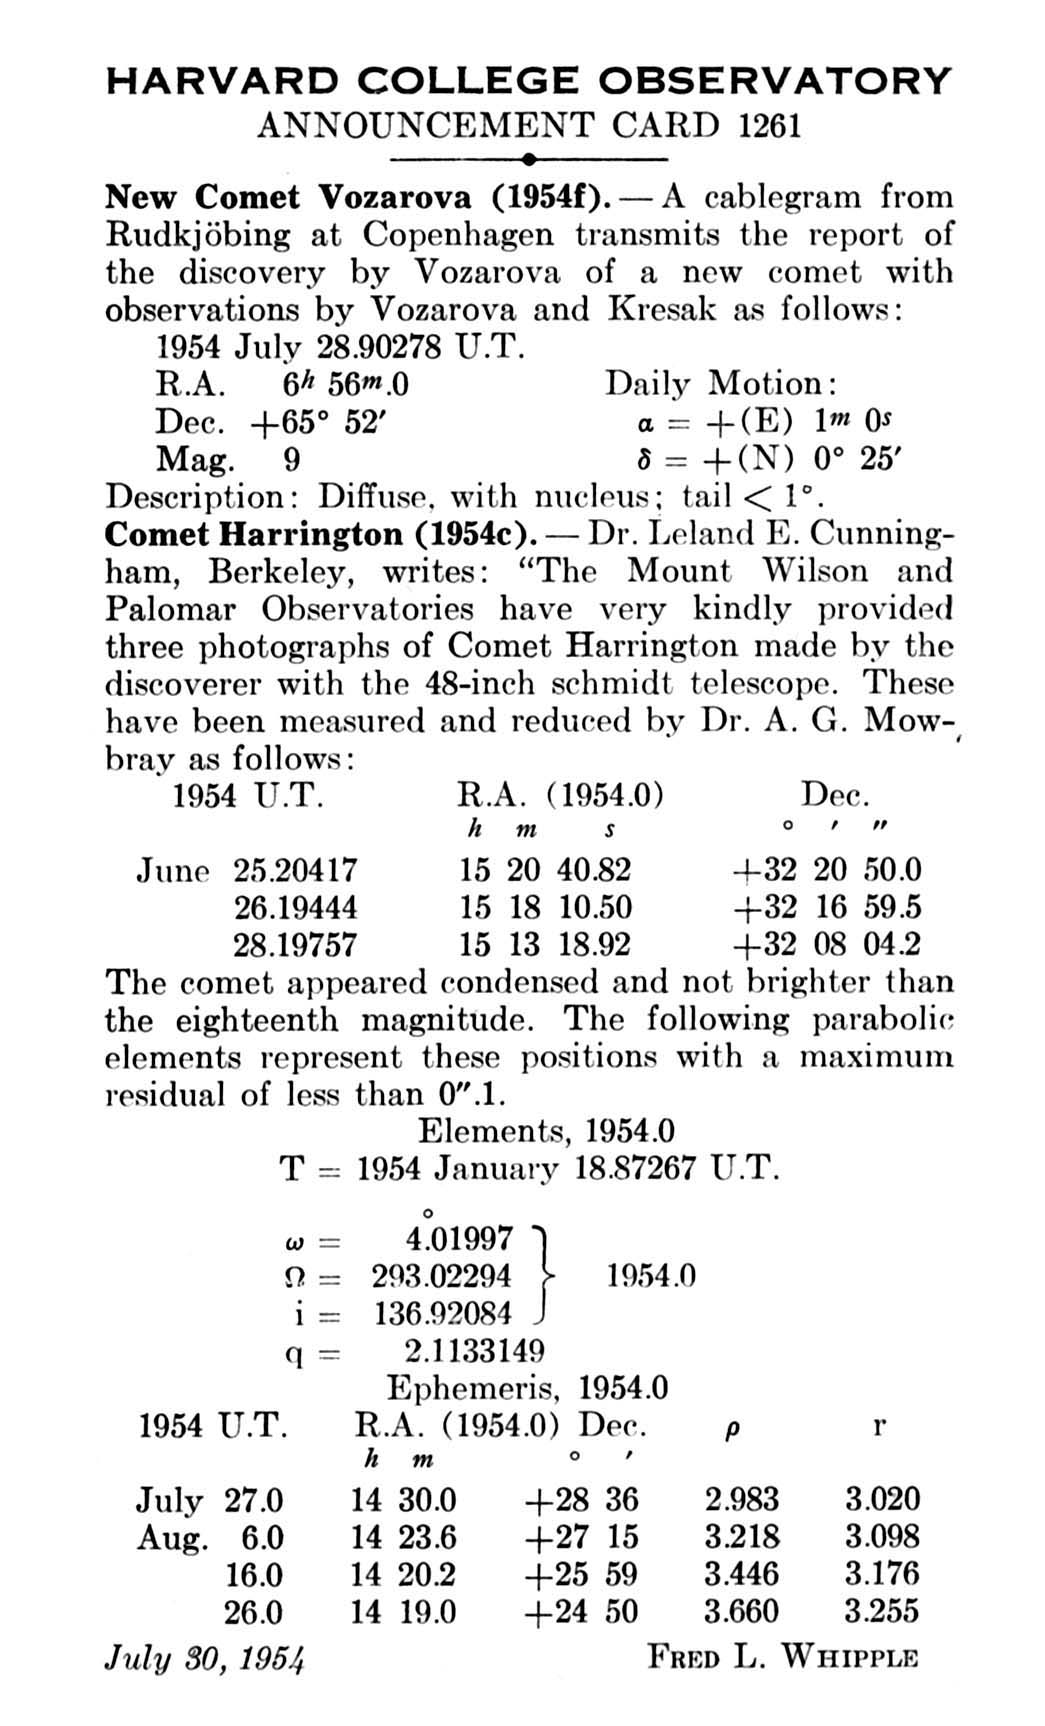 HARVARD COLLEGE OBSERVATORY
ANNOUNCEMENT CARD 1261
New Comet Vozarova (1954f). — A cablegram from
Rudkjöbing at Copenhagen transmits the report of
the discovery by Vozarova of a new comet with
observations by Vozarova and Kresak as follows:
1954 July 28.90278 U.T.
R.A. 6h 56m.0 Daily Motion:
Dec. +65° 52′ α = +(E) 1m 0s
Mag. 9 δ = +(N) 0° 25′
Description: Diffuse, with nucleus; tail < 1°.
Comet Harrington (1954c). — Dr. Leland E. Cunning-
ham, Berkeley, writes: “The Mount Wilson and
Palomar Observatories have very kindly provided
three photographs of Comet Harrington made by the
discoverer with the 48-inch schmidt telescope. These
have been measured and reduced by Dr. A. G. Mow-
bray as follows:
1954 U.T. R.A. (1954.0) Dec.
h m s ° ′ ″
June 25.20417 15 20 40.82 +32 20 50.0
26.19444 15 18 10.50 +32 16 59.5
28.19757 15 13 18.92 +32 08 04.2
The comet appeared condensed and not brighter than
the eighteenth magnitude. The following parabolic
elements represent these positions with a maximum
residual of less than 0″.1.
Elements, 1954.0
T = 1954 January 18.87267 U.T.
°
ω = 4.01997
Ω = 293.02294 } 1954.0
i = 136.92084
q = 2.1133149
Ephemeris, 1954.0
1954 U.T. R.A. (1954.0) Dec. ρ r
h m ° ′
July 27.0 14 30.0 +28 36 2.983 3.020
Aug. 6.0 14 23.6 +27 15 3.218 3.098
16.0 14 20.2 +25 59 3.446 3.176
26.0 14 19.0 +24 50 3.660 3.255
July 30, 1954 FRED L. WHIPPLE